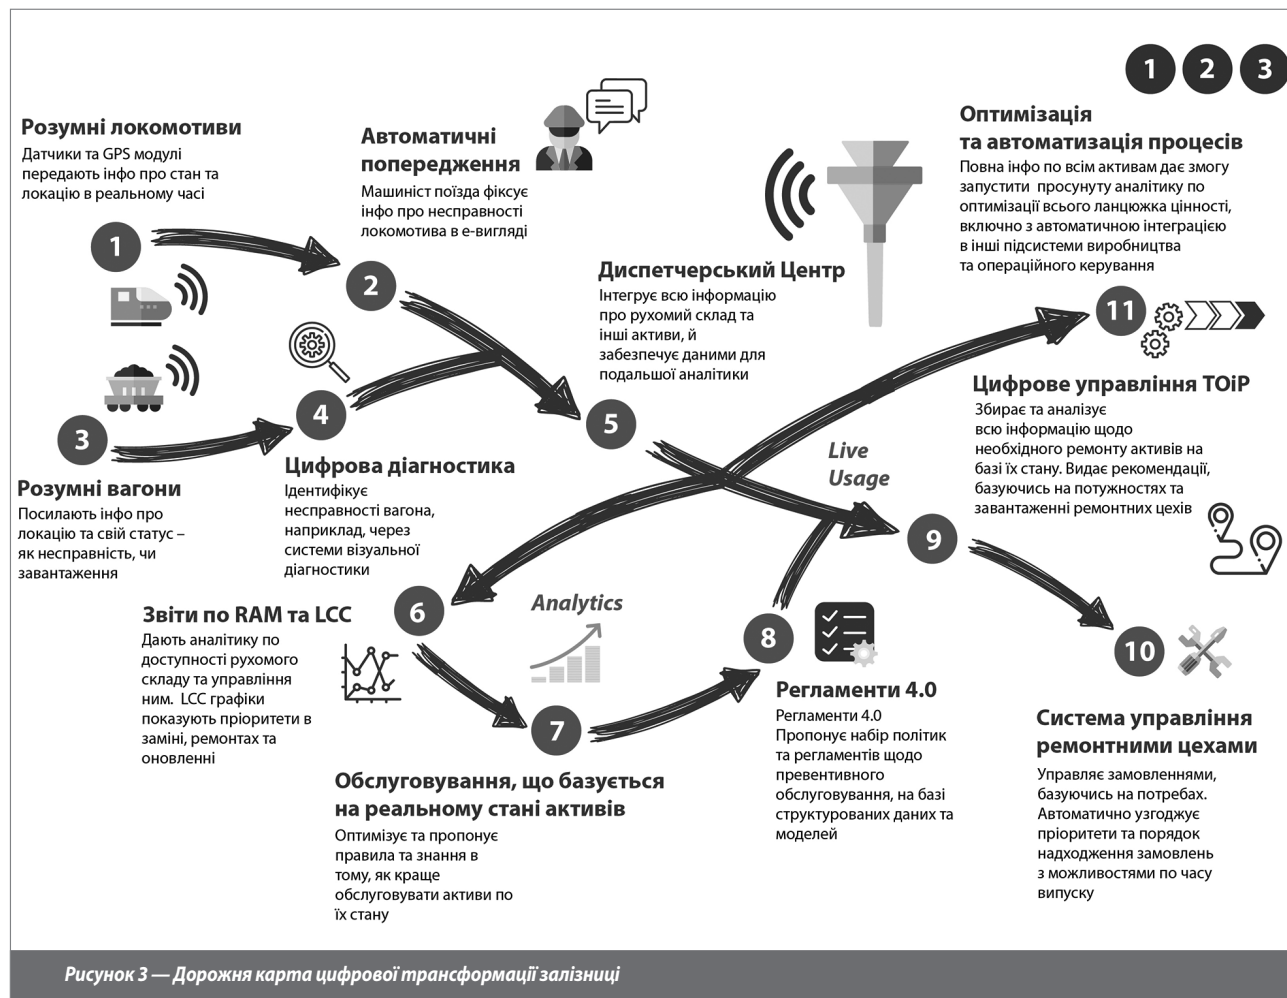 1 2 3
Розумні локомотиви
Датчики та GPS модулі
передають інфо про стан та
локацію в реальному часі
1
Автоматичні
попередження
Машиніст поїзда фіксує
інфо про несправності
локомотива в е-вигляді
2
3
Розумні вагони
Посилають інфо про
локацію та свій статус –
як несправність, чи
завантаження
4
Цифрова діагностика
Ідентифікує
несправності вагона,
наприклад, через
системи візуальної
діагностики
Диспетчерський Центр
Інтегрує всю інформацію
про рухомий склад та
інші активи, й
забезпечує даними для
подальшої аналітики
5
Оптимізація
та автоматизація процесів
Повна інфо по всім активам дає змогу
запустити просунуту аналітику по
оптимізації всього ланцюжка цінності,
включно з автоматичною інтеграцією
в інші підсистеми виробництва
та операційного керування
11
Live
Usage
Цифрове управління ТОіР
Збирає та аналізує
всю інформацію щодо
необхідного ремонту активів на
базі їх стану. Видає рекомендації,
базуючись на потужностях та
завантаженні ремонтних цехів
9
6
Звіти по RAM та LCC
Дають аналітику по
доступності рухомого
складу та управління
ним. LCC графіки
показують пріоритети в
заміні, ремонтах та
оновленні
Analytics
7
Обслуговування, що базується
на реальному стані активів
Оптимізує та пропонує
правила та знання в
тому, як краще
обслуговувати активи по
їх стану
8
Регламенти 4.0
Регламенти 4.0
Пропонує набір політик
та регламентів щодо
превентивного
обслуговування, на базі
структурованих даних та
моделей
10
Система управління
ремонтними цехами
Управляє замовленнями,
базуючись на потребах.
Автоматично узгоджує
пріоритети та порядок
надходження замовлень
з можливостями по часу
випуску
Рисунок 3 — Дорожня карта цифрової трансформації залізниці